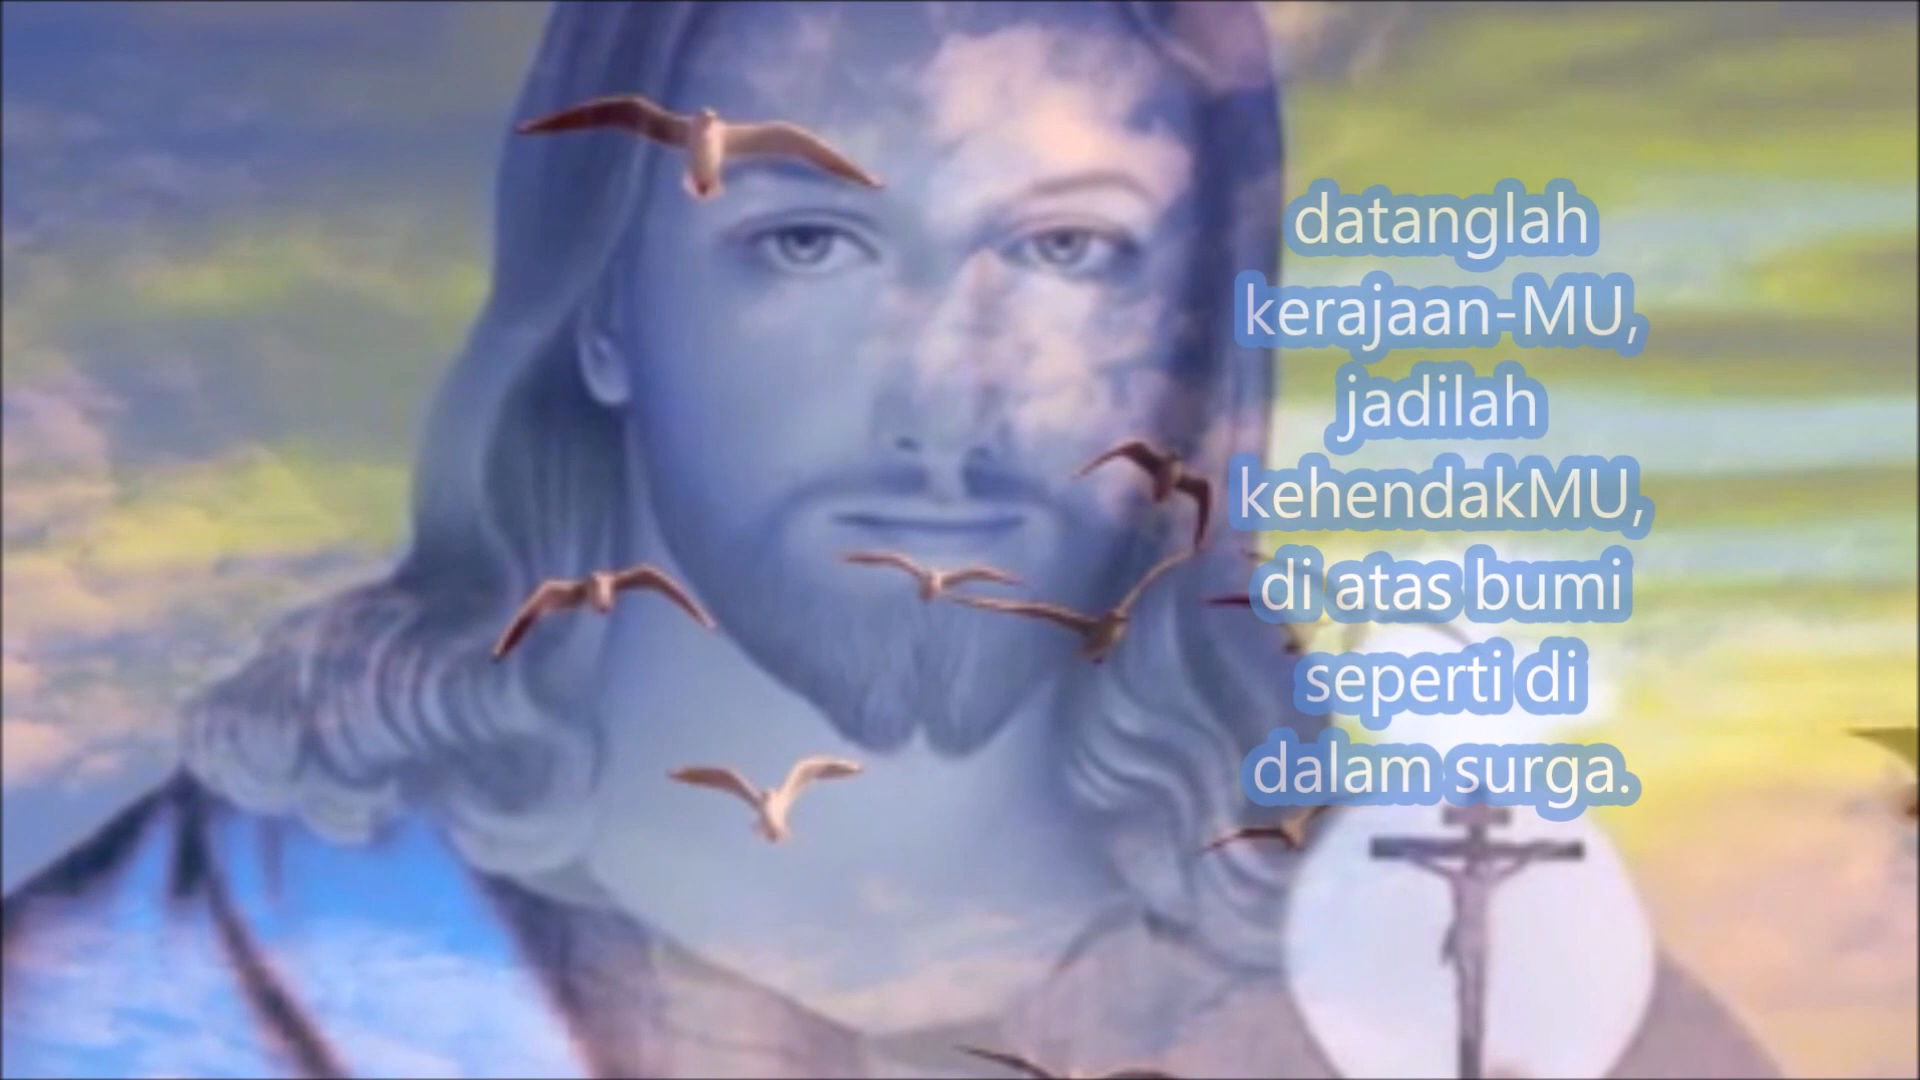 datanglah
kerajaan-MU,
jadilah
kehendakMU,
di atas bumi
seperti di
dalam surga.